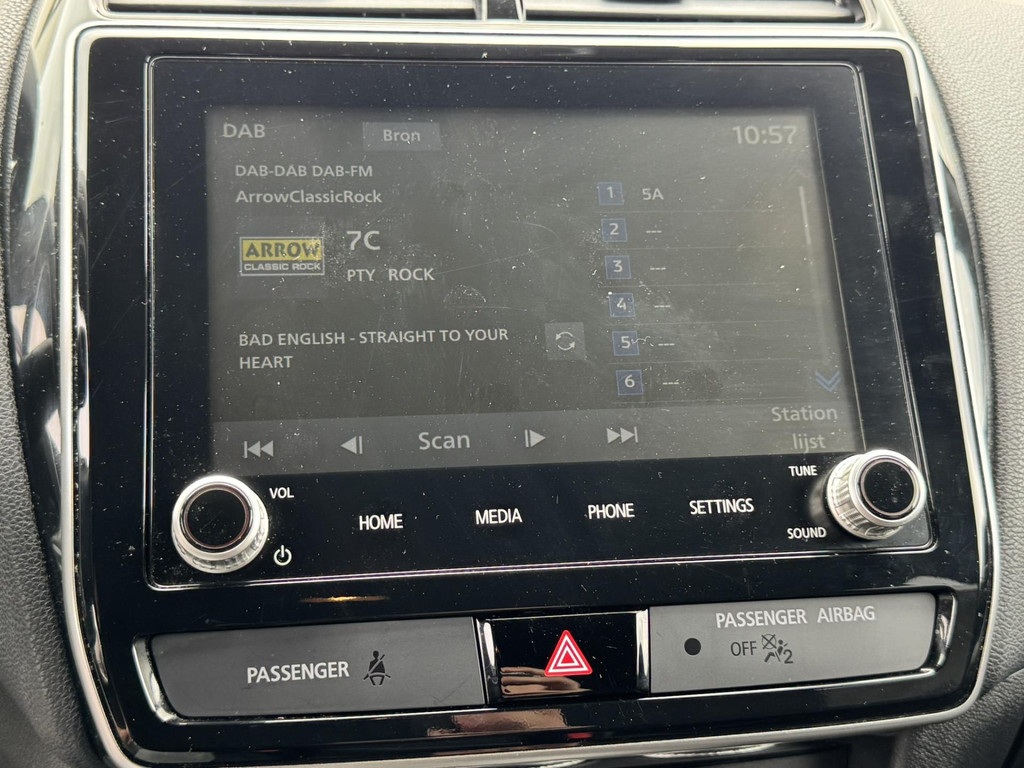 DAB
Bron
10:57
DAB-DAB DAB-FM
ArrowClassicRock
ARROW
CLASSIC ROCK
7C
PTY ROCK
BAD ENGLISH - STRAIGHT TO YOUR
HEART
1 5A
2 ---
3 ---
4 ---
5 ---
6 ---
Scan
Station
lijst
VOL
HOME
MEDIA
PHONE
SETTINGS
TUNE
SOUND
PASSENGER
PASSENGER AIRBAG
OFF
2